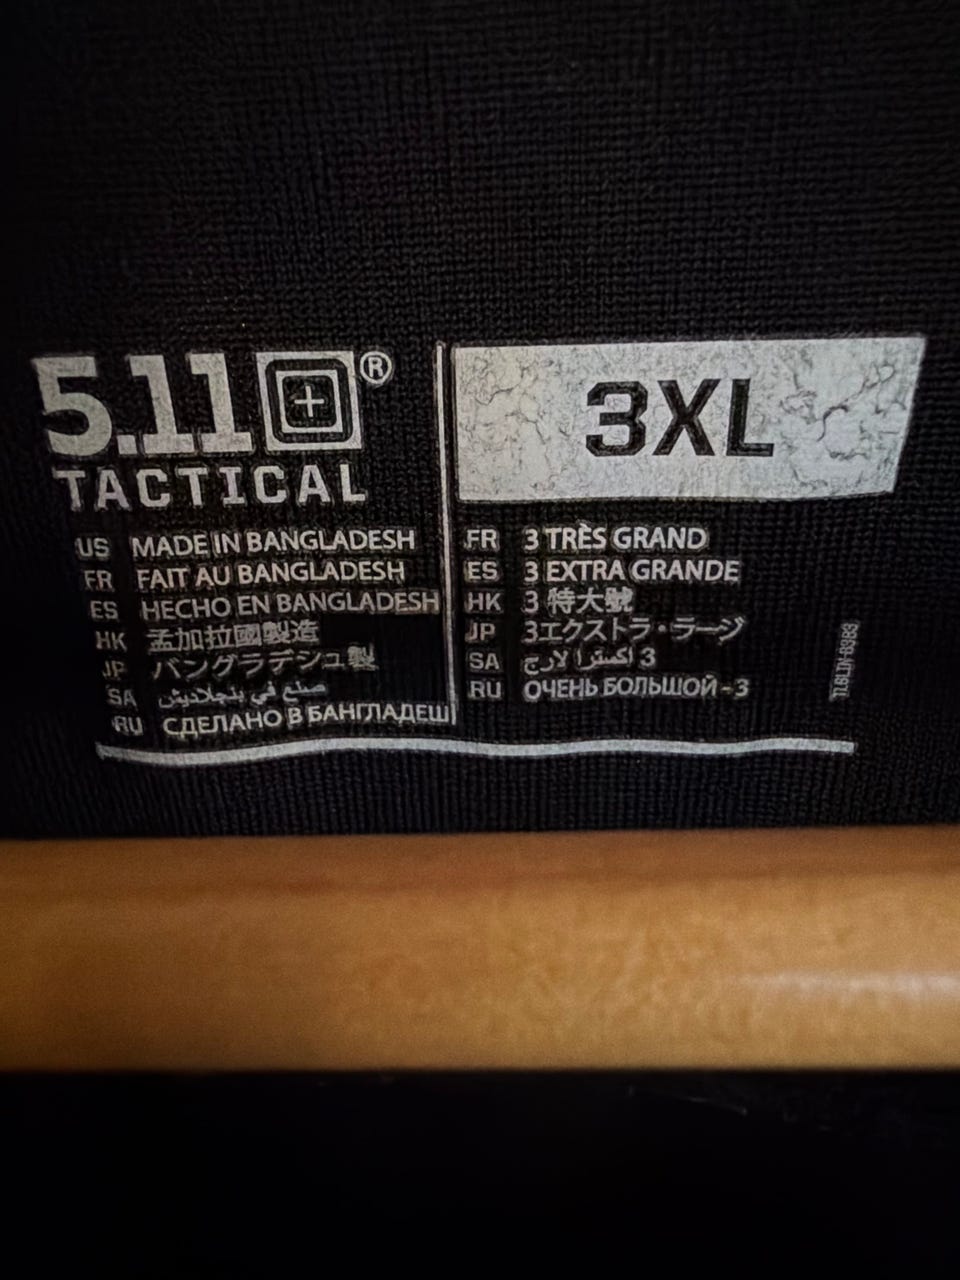 5.11®
TACTICAL
US MADE IN BANGLADESH
FR FAIT AU BANGLADESH
ES HECHO EN BANGLADESH
HK 孟加拉國製造
JP バングラデシュ製
SA صنع في بنجلاديش
RU СДЕЛАНО В БАНГЛАДЕШ
3XL
FR 3 TRÈS GRAND
ES 3 EXTRA GRANDE
HK 3 特大號
JP 3エクストラ・ラージ
SA 3 اكسترا لارج
RU ОЧЕНЬ БОЛЬШОЙ - 3